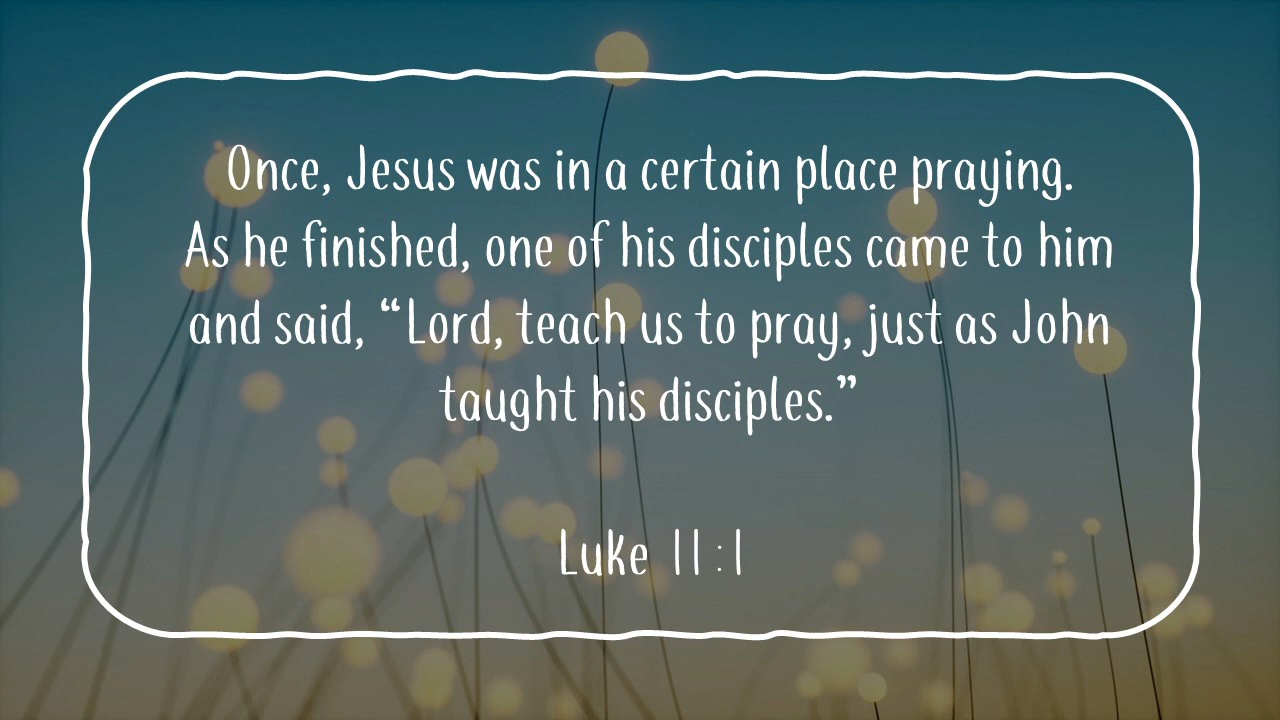 Once, Jesus was in a certain place praying.
As he finished, one of his disciples came to him
and said, “Lord, teach us to pray, just as John
taught his disciples.”
Luke 11:1